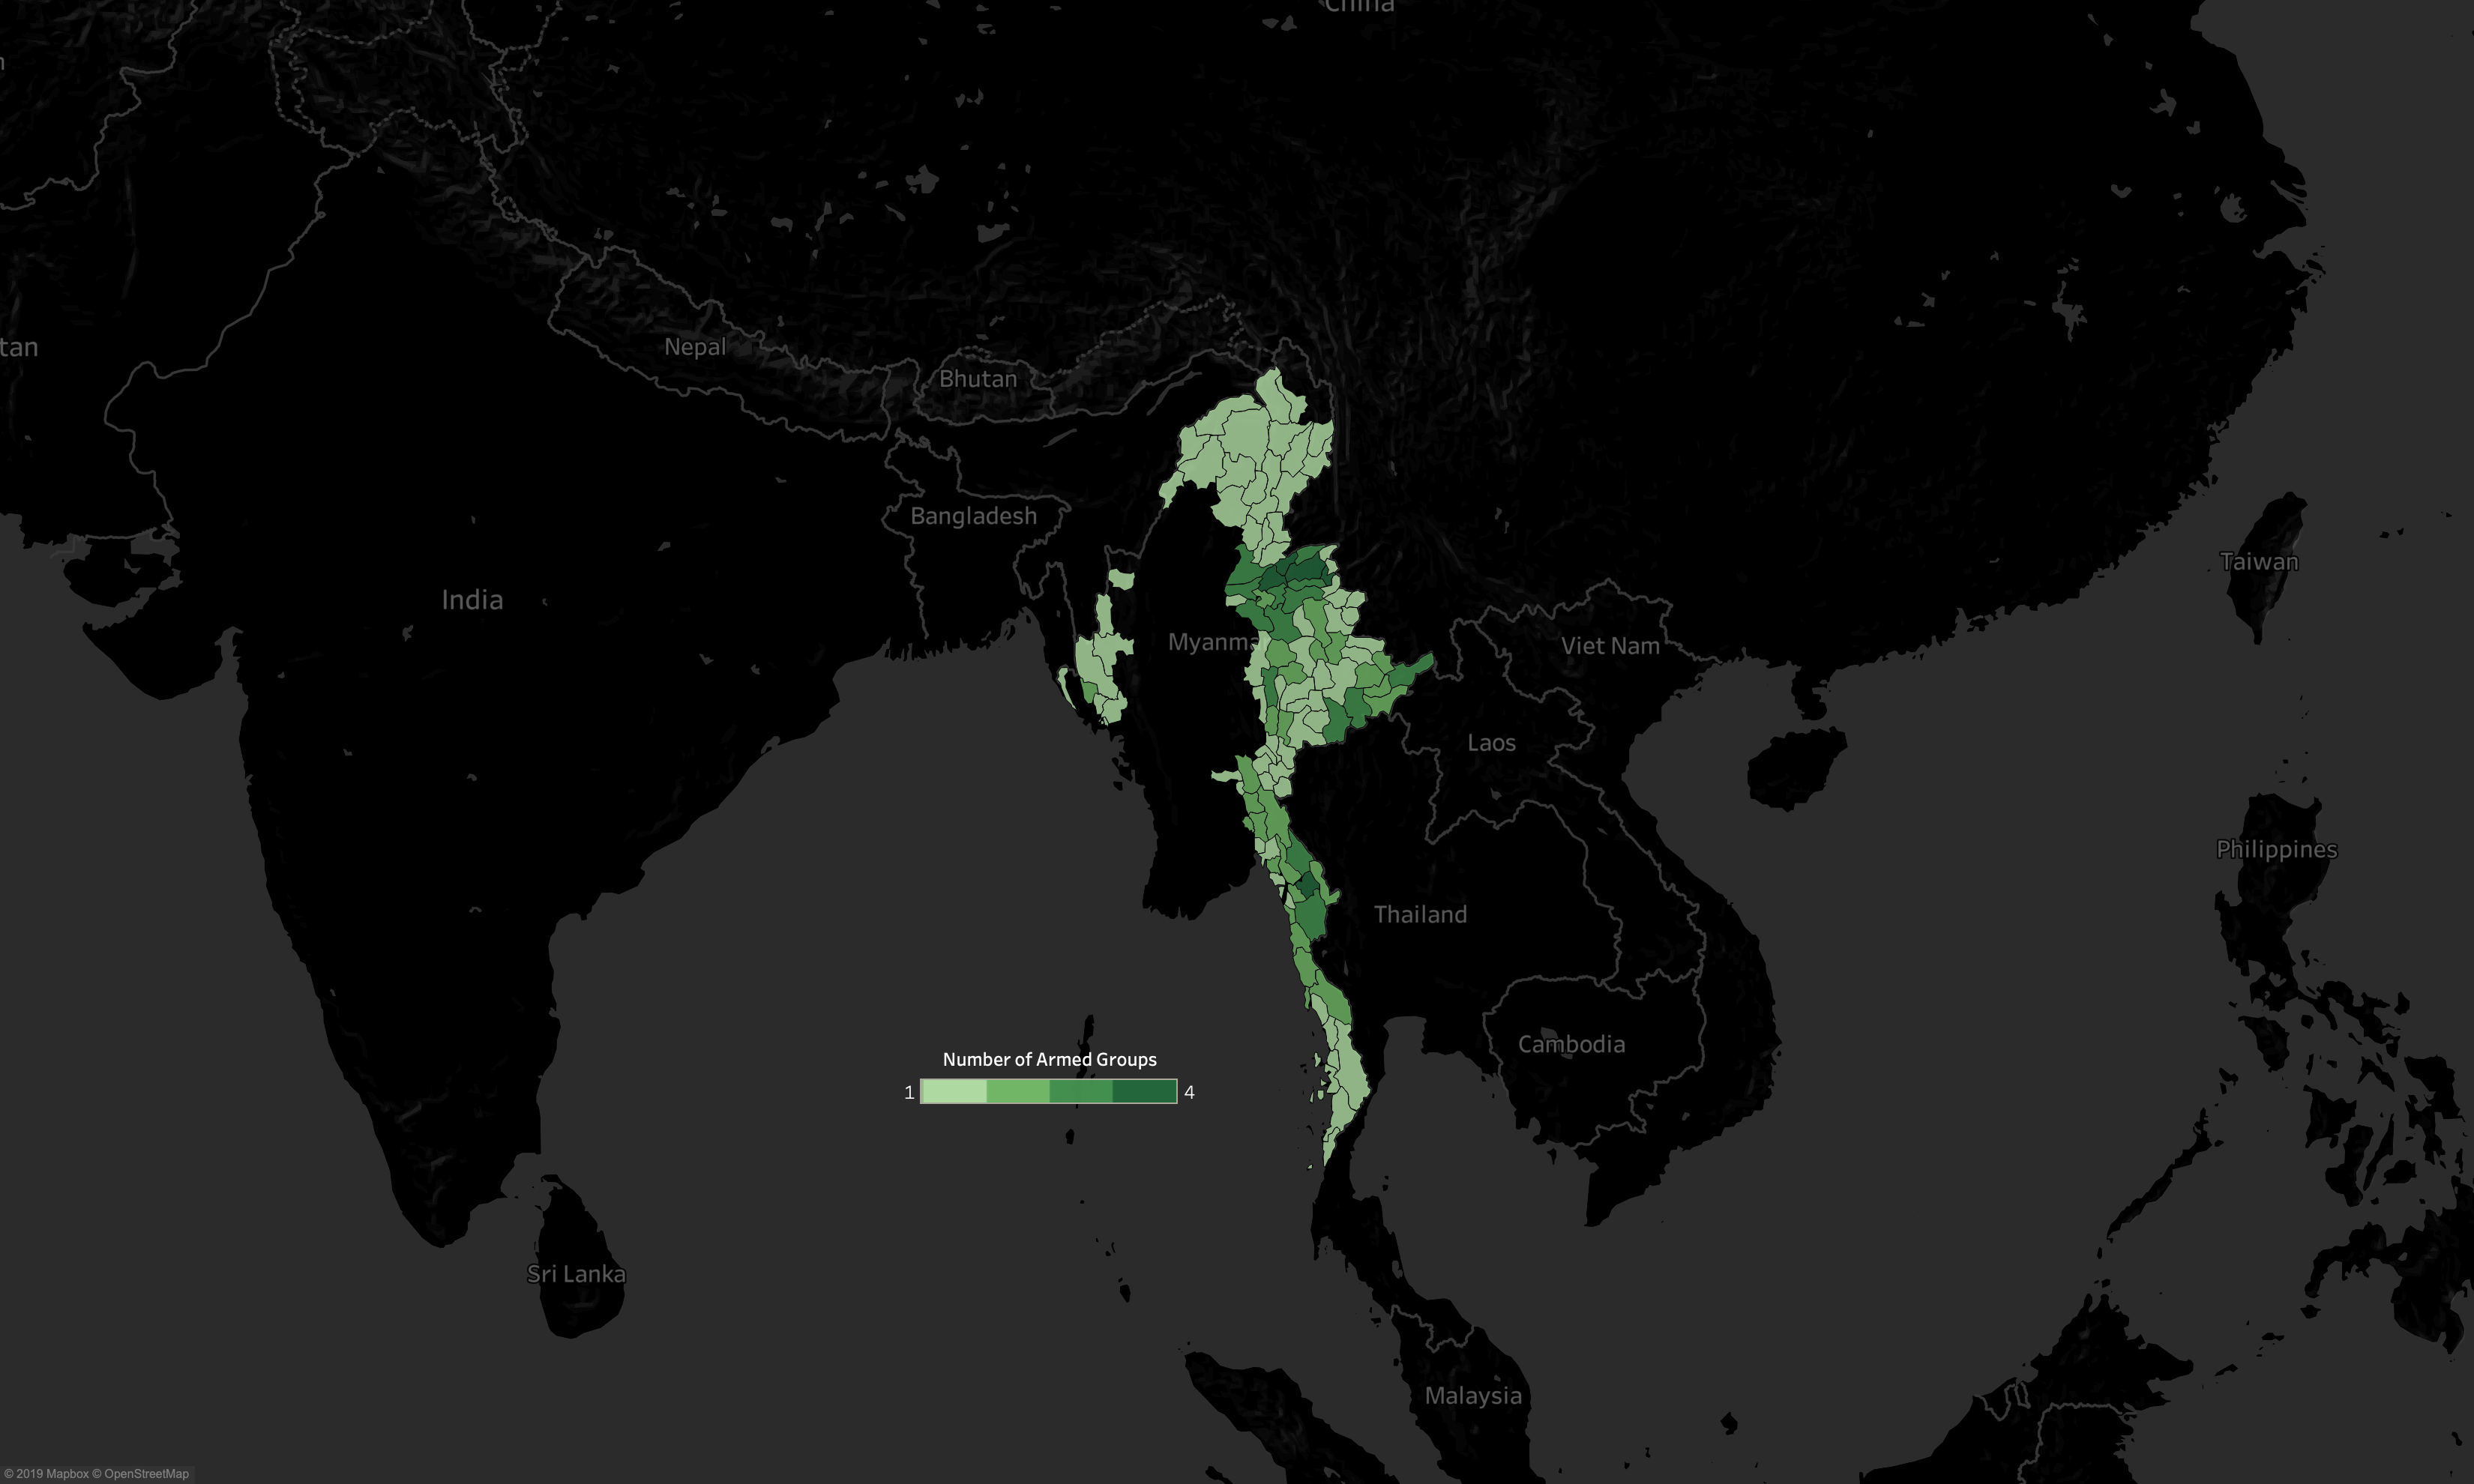 China
n
tan
Nepal
Bhutan
Bangladesh
Taiwan
India
Myanma
Viet Nam
Laos
Philippines
Thailand
Cambodia
Number of Armed Groups
1 4
Sri Lanka
Malaysia
© 2019 Mapbox © OpenStreetMap